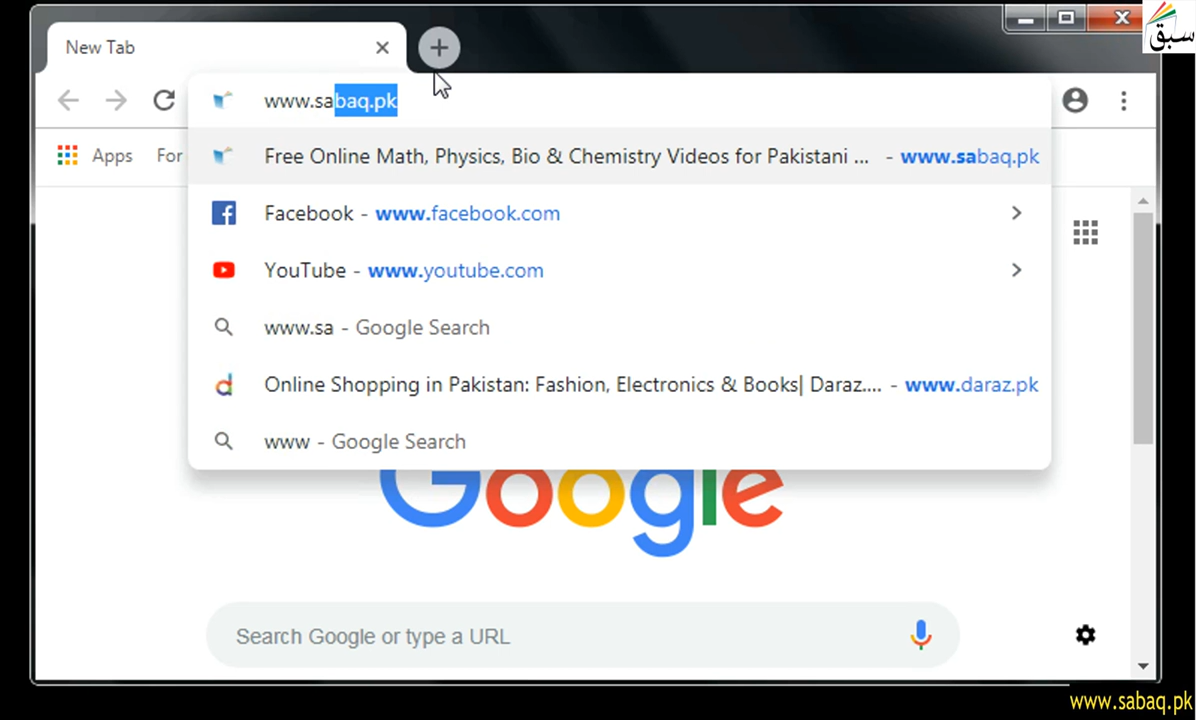 سبق
New Tab
www.sabaq.pk
Apps For
Free Online Math, Physics, Bio & Chemistry Videos for Pakistani ... - www.sabaq.pk
Facebook - www.facebook.com
YouTube - www.youtube.com
www.sa - Google Search
Online Shopping in Pakistan: Fashion, Electronics & Books| Daraz.... - www.daraz.pk
www - Google Search
Google
Search Google or type a URL
www.sabaq.pk